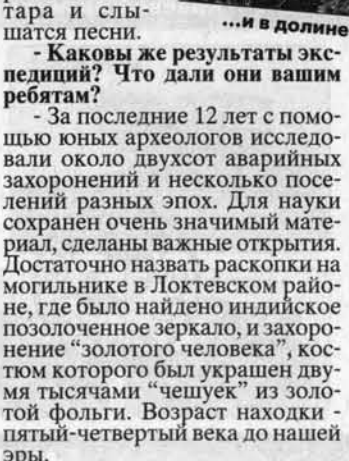 тара и слы-
шатся песни.
...и в долине
- Каковы же результаты экс-
педиций? Что дали они вашим
ребятам?
- За последние 12 лет с помо-
щью юных археологов исследо-
вали около двухсот аварийных
захоронений и несколько посе-
лений разных эпох. Для науки
сохранен очень значимый мате-
риал, сделаны важные открытия.
Достаточно назвать раскопки на
могильнике в Локтевском райо-
не, где было найдено индийское
позолоченное зеркало, и захоро-
нение "золотого человека", кос-
тюм которого был украшен дву-
мя тысячами "чешуек" из золо-
той фольги. Возраст находки -
пятый-четвертый века до нашей
эры.